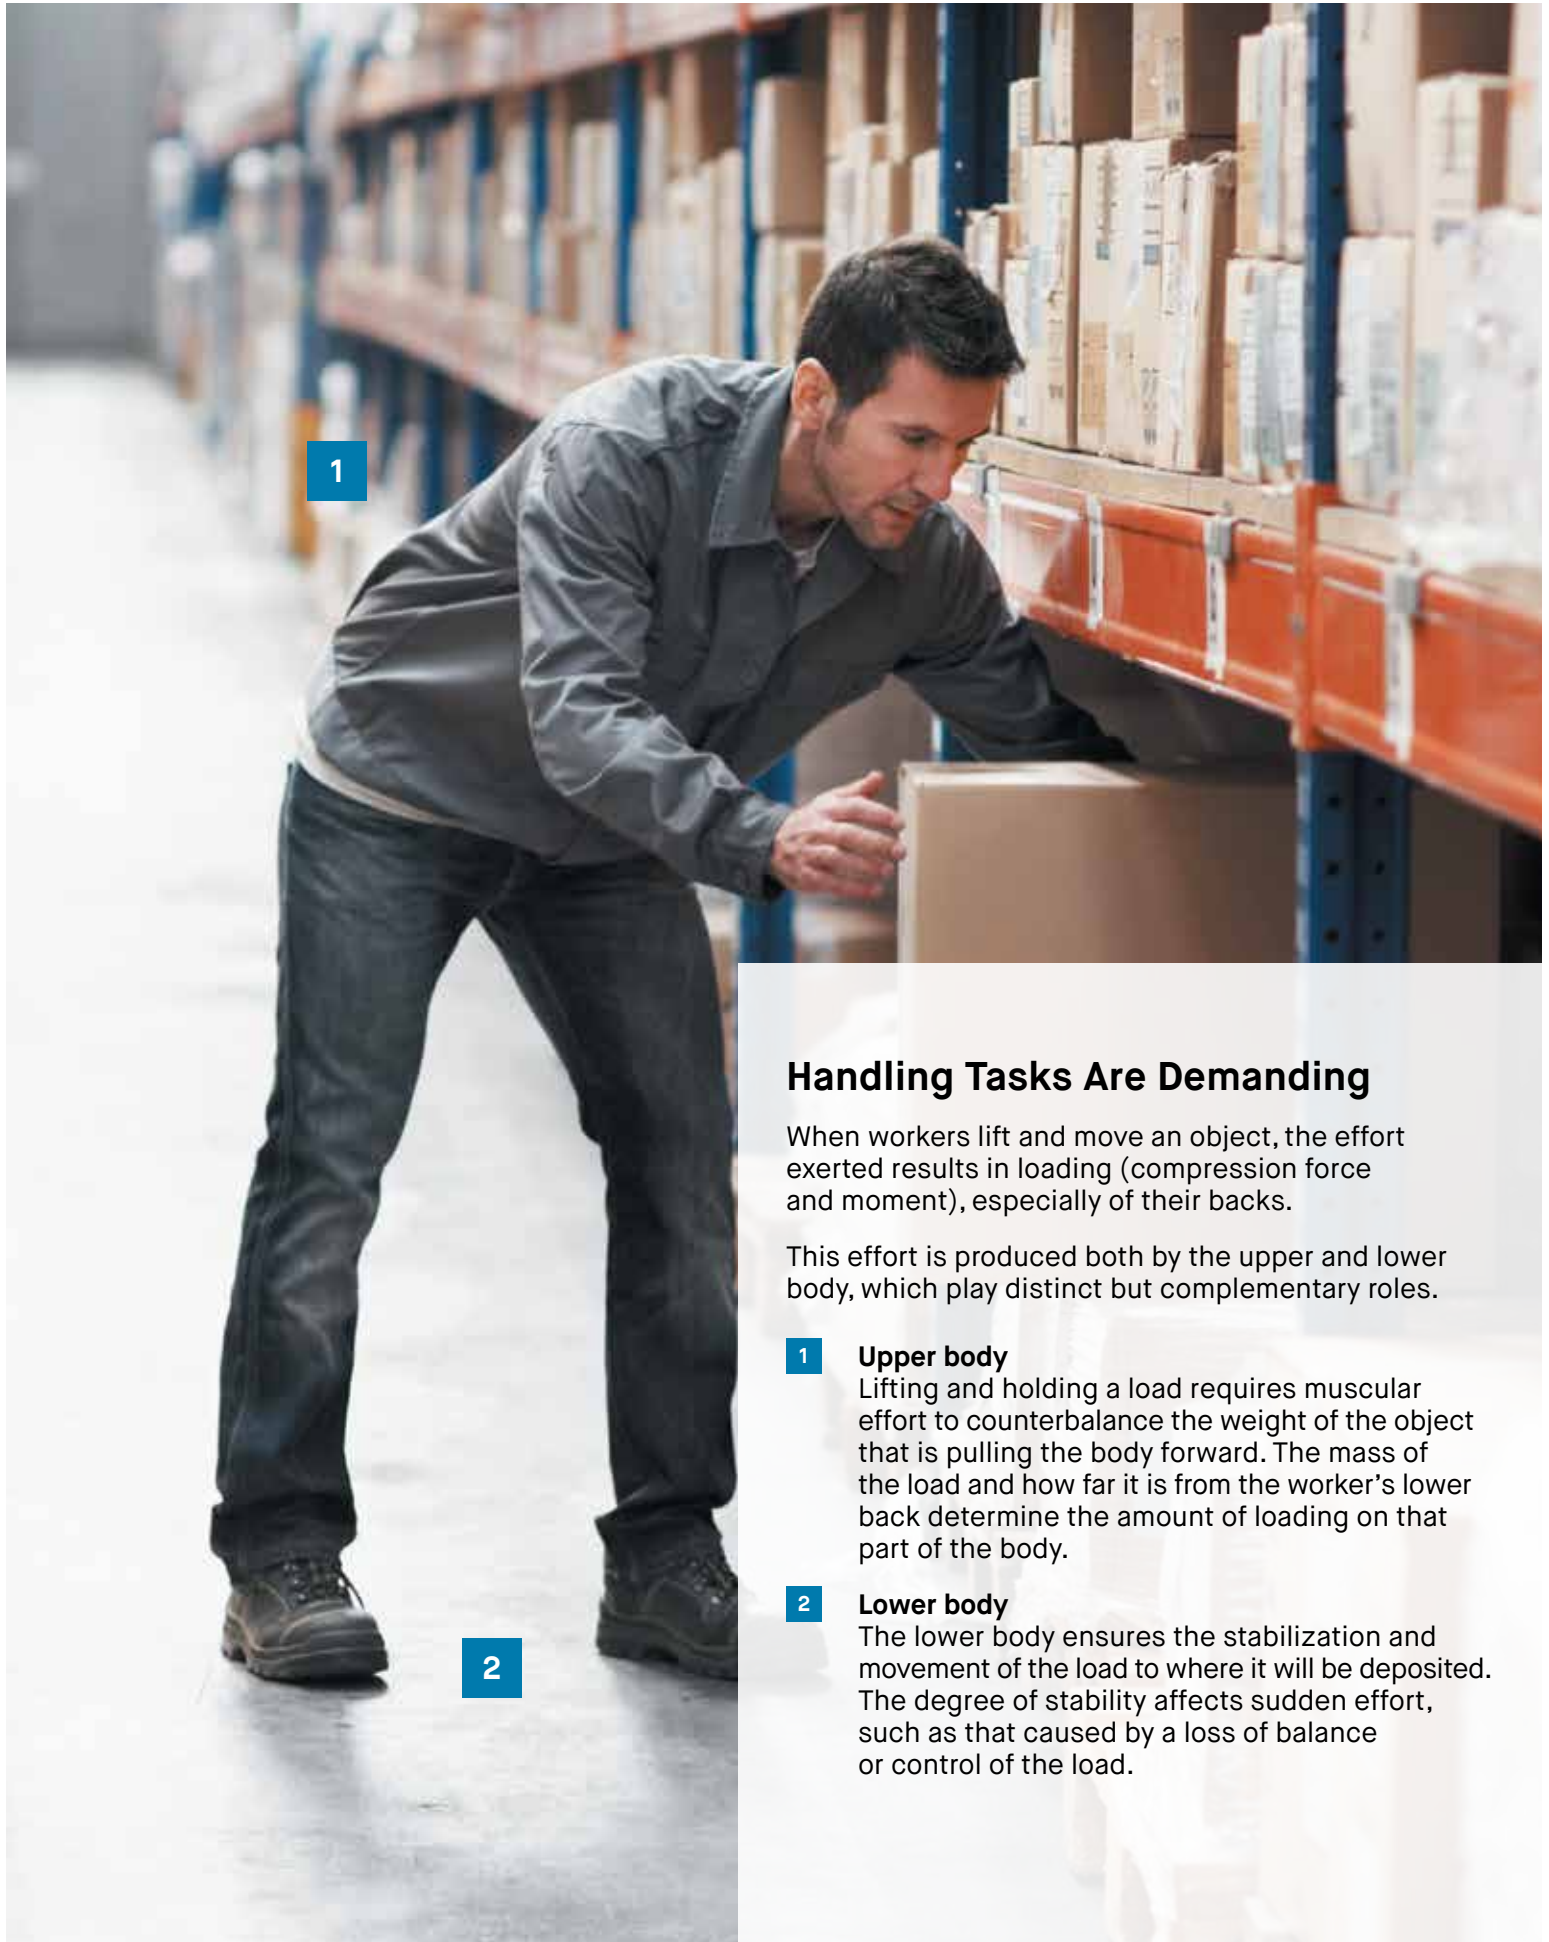 1
2
Handling Tasks Are Demanding
When workers lift and move an object, the effort
exerted results in loading (compression force
and moment), especially of their backs.
This effort is produced both by the upper and lower
body, which play distinct but complementary roles.
1 Upper body
Lifting and holding a load requires muscular
effort to counterbalance the weight of the object
that is pulling the body forward. The mass of
the load and how far it is from the worker’s lower
back determine the amount of loading on that
part of the body.
2 Lower body
The lower body ensures the stabilization and
movement of the load to where it will be deposited.
The degree of stability affects sudden effort,
such as that caused by a loss of balance
or control of the load.